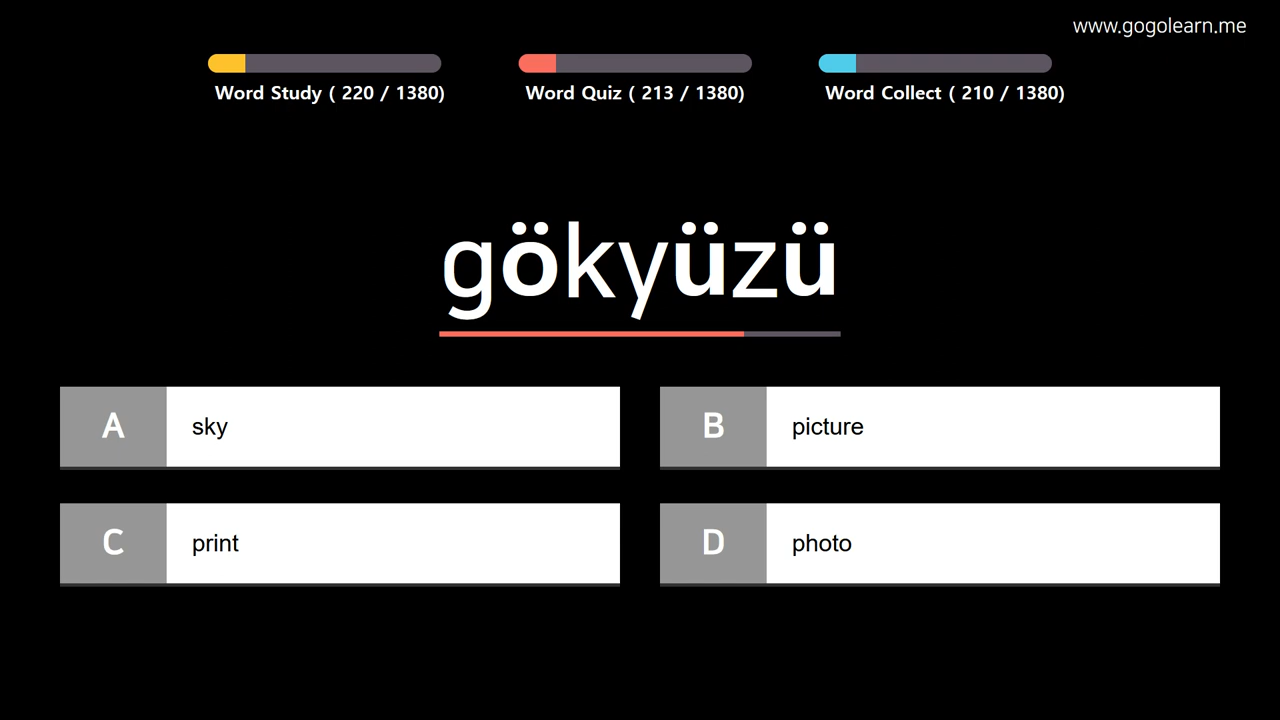 www.gogolearn.me
Word Study ( 220 / 1380)
Word Quiz ( 213 / 1380)
Word Collect ( 210 / 1380)
gökyüzü
A sky
B picture
C print
D photo